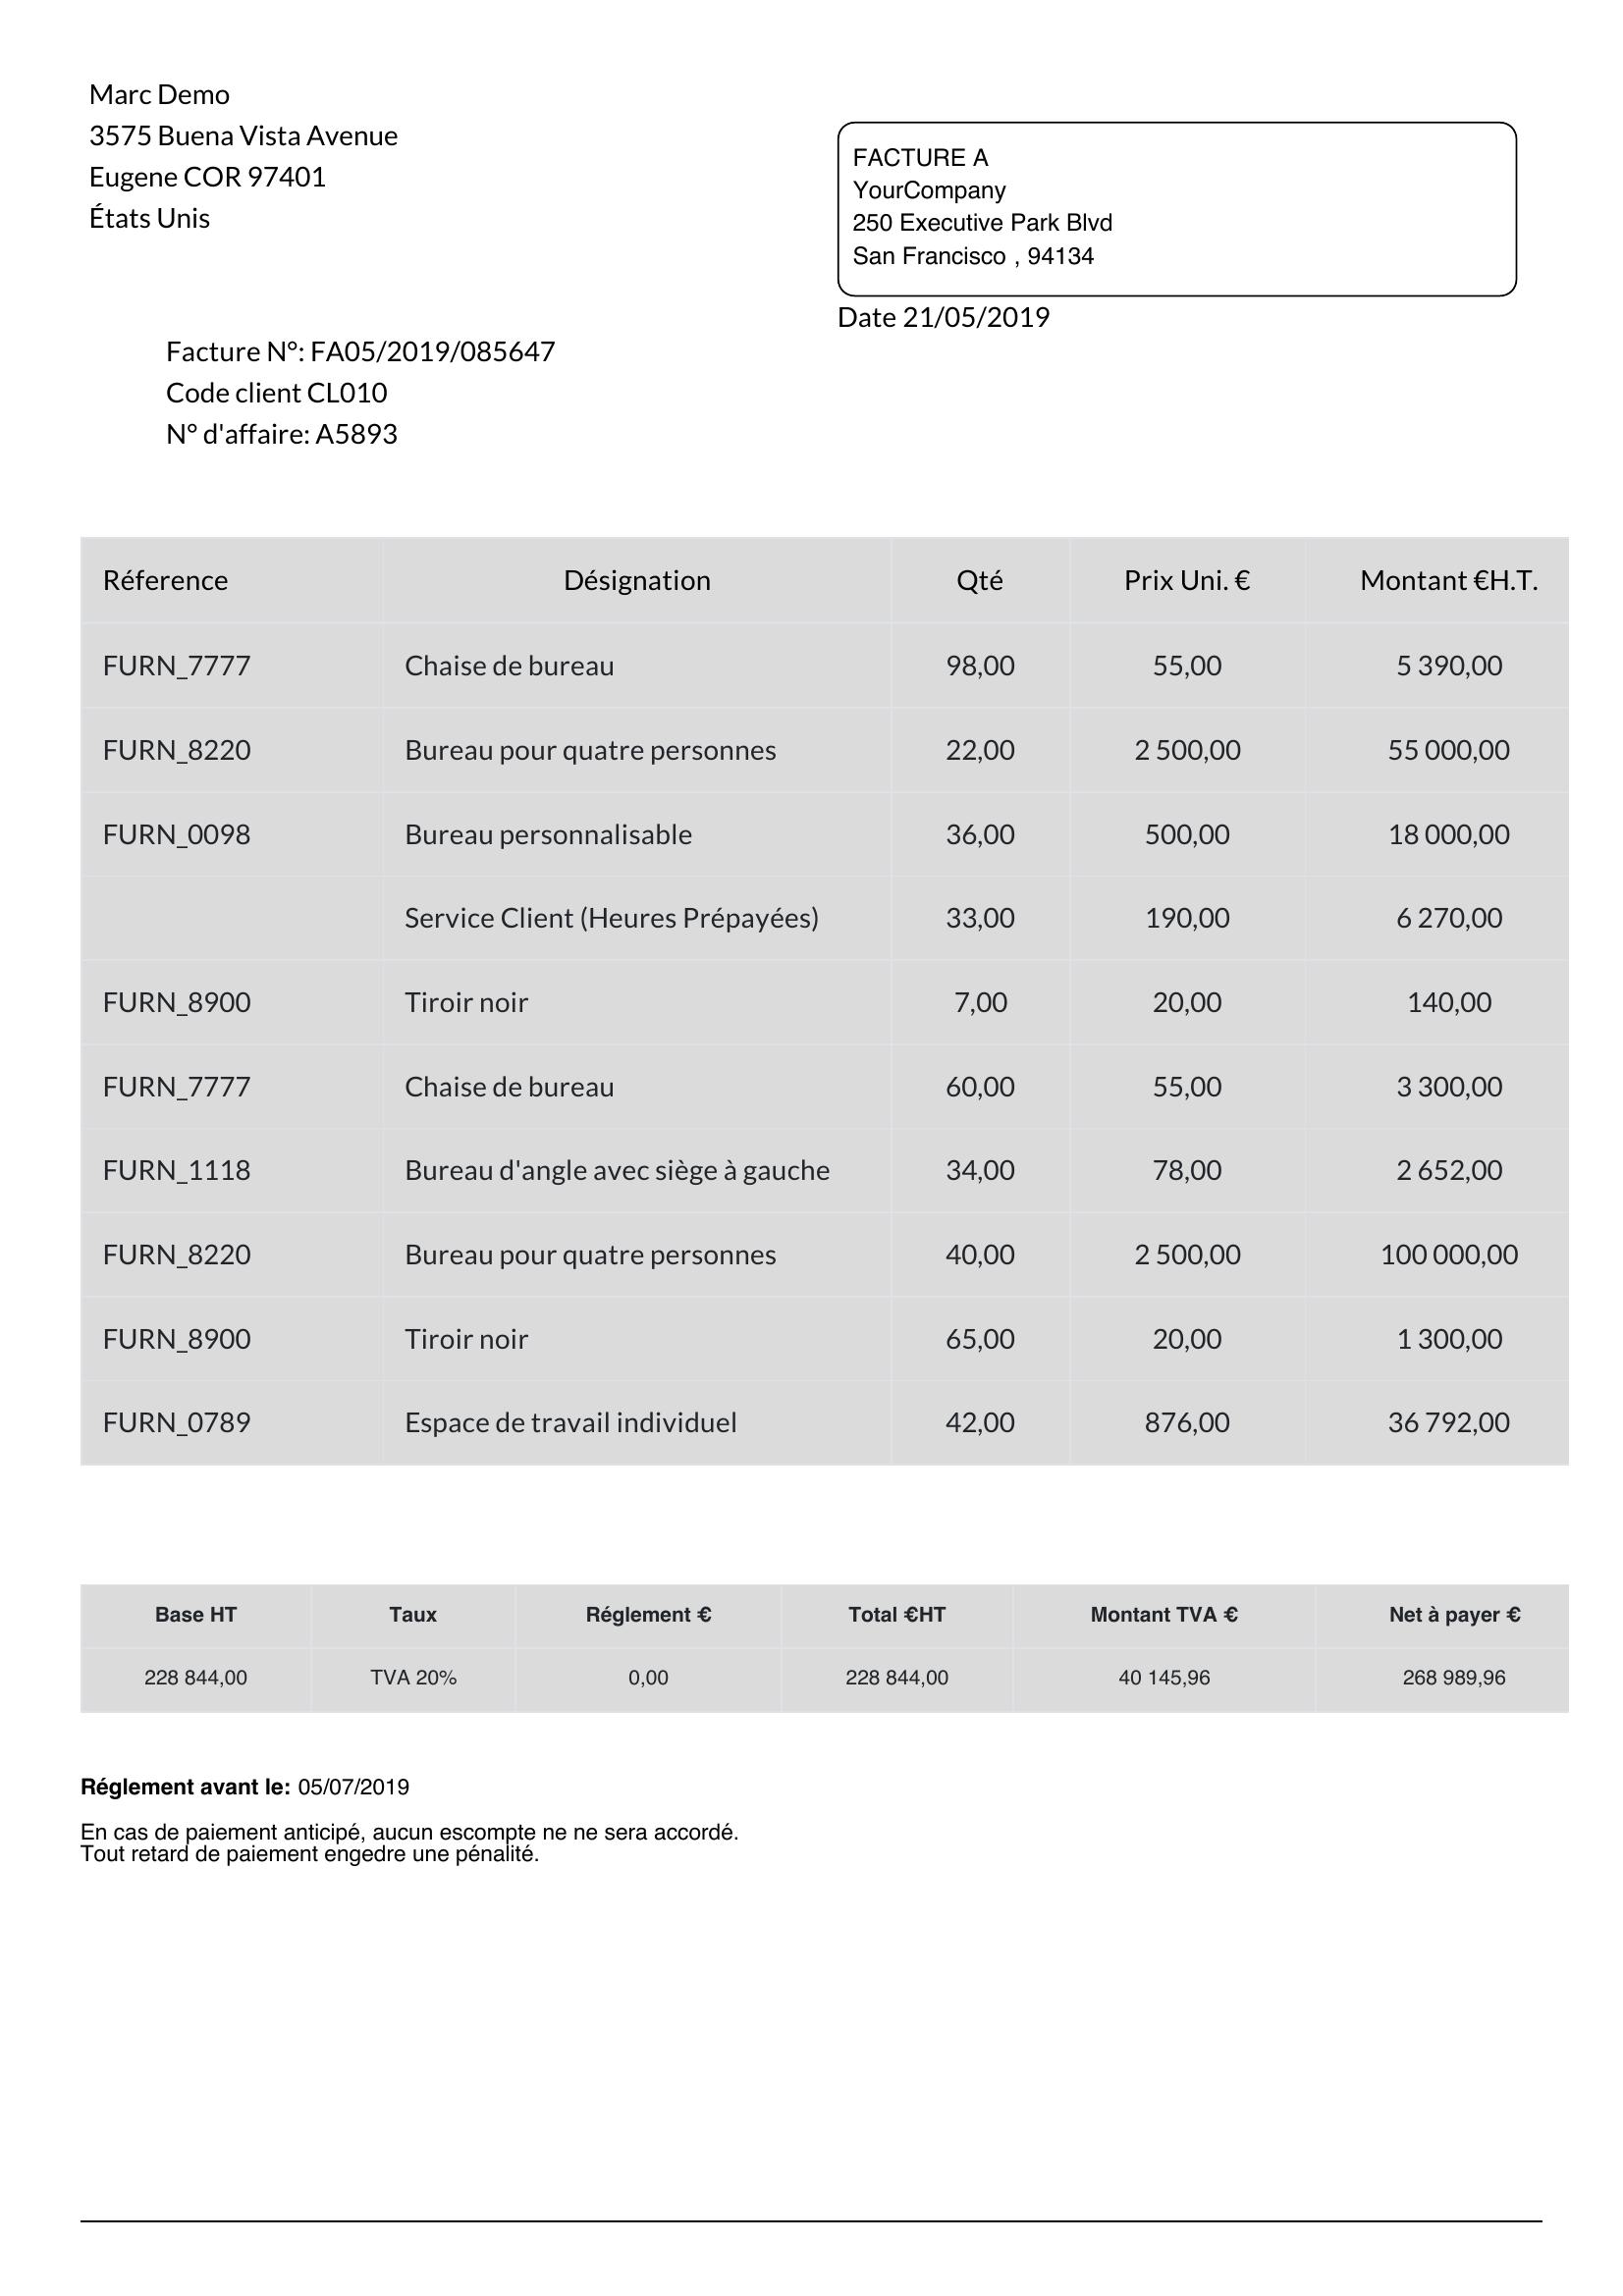 Marc Demo
3575 Buena Vista Avenue
Eugene COR 97401
États Unis
FACTURE A
YourCompany
250 Executive Park Blvd
San Francisco , 94134
Date 21/05/2019
Facture N°: FA05/2019/085647
Code client CL010
N° d'affaire: A5893
Réference Désignation Qté Prix Uni. € Montant €H.T.
FURN_7777 Chaise de bureau 98,00 55,00 5 390,00
FURN_8220 Bureau pour quatre personnes 22,00 2 500,00 55 000,00
FURN_0098 Bureau personnalisable 36,00 500,00 18 000,00
Service Client (Heures Prépayées) 33,00 190,00 6 270,00
FURN_8900 Tiroir noir 7,00 20,00 140,00
FURN_7777 Chaise de bureau 60,00 55,00 3 300,00
FURN_1118 Bureau d'angle avec siège à gauche 34,00 78,00 2 652,00
FURN_8220 Bureau pour quatre personnes 40,00 2 500,00 100 000,00
FURN_8900 Tiroir noir 65,00 20,00 1 300,00
FURN_0789 Espace de travail individuel 42,00 876,00 36 792,00
Base HT Taux Réglement € Total €HT Montant TVA € Net à payer €
228 844,00 TVA 20% 0,00 228 844,00 40 145,96 268 989,96
Réglement avant le: 05/07/2019
En cas de paiement anticipé, aucun escompte ne ne sera accordé.
Tout retard de paiement engedre une pénalité.